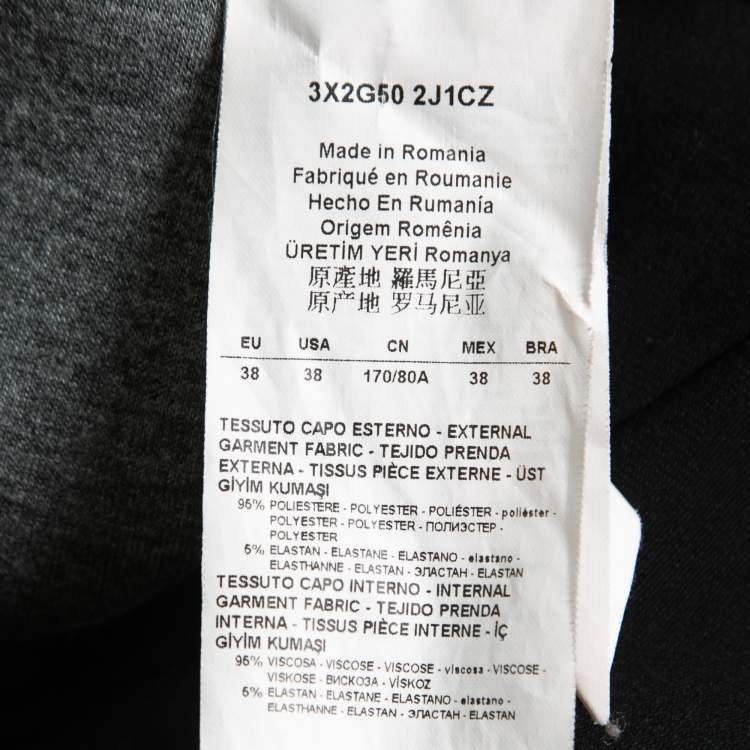 3X2G50 2J1CZ
Made in Romania
Fabriqué en Roumanie
Hecho En Rumanía
Origem Romênia
ÜRETİM YERİ Romanya
原產地 羅馬尼亞
原产地 罗马尼亚
EU USA CN MEX BRA
38 38 170/80A 38 38
TESSUTO CAPO ESTERNO - EXTERNAL
GARMENT FABRIC - TEJIDO PRENDA
EXTERNA - TISSUS PIÈCE EXTERNE - ÜST
GİYİM KUMAŞI
95% POLIESTERE - POLYESTER - POLIÉSTER - poliéster -
POLYESTER - POLYESTER - ПОЛИЭСТЕР -
POLYESTER
5% ELASTAN - ELASTANE - ELASTANO - elastano -
ELASTHANNE - ELASTAN - ЭЛАСТАН - ELASTAN
TESSUTO CAPO INTERNO - INTERNAL
GARMENT FABRIC - TEJIDO PRENDA
INTERNA - TISSUS PIÈCE INTERNE - İÇ
GİYİM KUMAŞI
95% VISCOSA - VISCOSE - VISCOSE - viscosa - VISCOSE -
VISKOSE - ВИСКОЗА - VİSKOZ
5% ELASTAN - ELASTANE - ELASTANO - elastano -
ELASTHANNE - ELASTAN - ЭЛАСТАН - ELASTAN